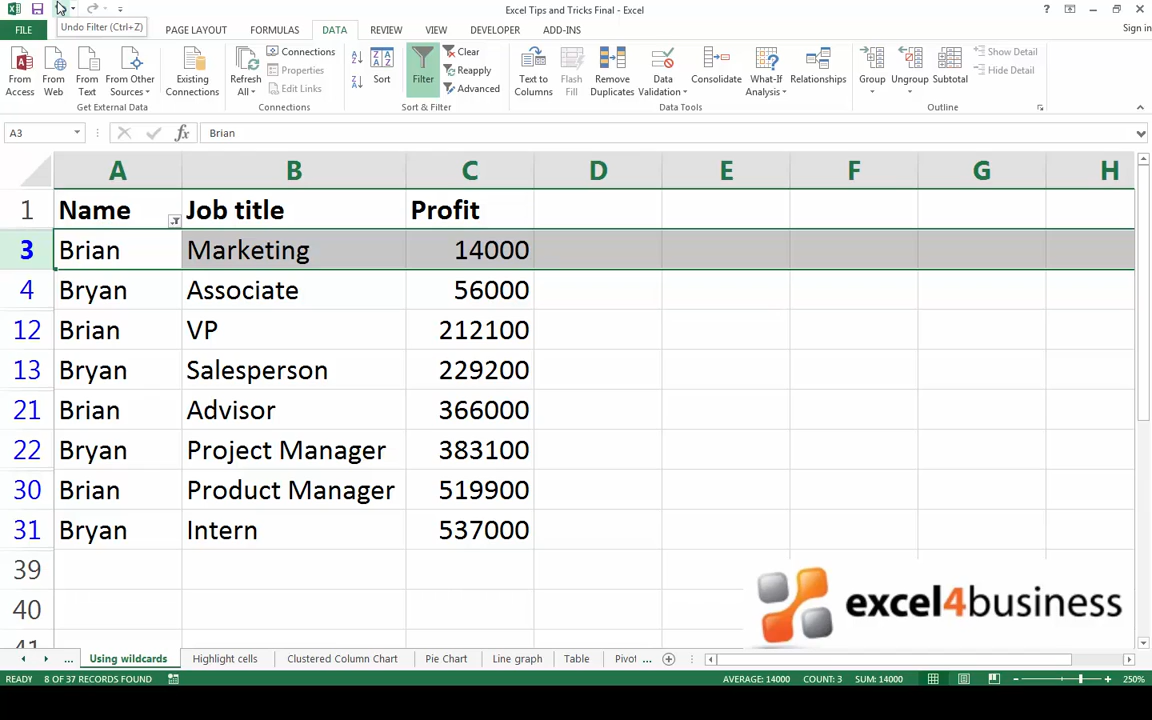 Excel Tips and Tricks Final - Excel
Undo Filter (Ctrl+Z)
Sign in
FILE PAGE LAYOUT FORMULAS DATA REVIEW VIEW DEVELOPER ADD-INS
From Access
From Web
From Text
From Other Sources
Existing Connections
Get External Data
Refresh All
Connections
Properties
Edit Links
Connections
Sort
Filter
Clear
Reapply
Advanced
Sort & Filter
Text to Columns
Flash Fill
Remove Duplicates
Data Validation
Consolidate
What-If Analysis
Relationships
Data Tools
Group
Ungroup
Subtotal
Show Detail
Hide Detail
Outline
A3 fx Brian
A B C D E F G H
1 Name Job title Profit
3 Brian Marketing 14000
4 Bryan Associate 56000
12 Brian VP 212100
13 Bryan Salesperson 229200
21 Brian Advisor 366000
22 Bryan Project Manager 383100
30 Brian Product Manager 519900
31 Bryan Intern 537000
39
40
41
excel4business
... Using wildcards Highlight cells Clustered Column Chart Pie Chart Line graph Table Pivot ...
READY 8 OF 37 RECORDS FOUND AVERAGE: 14000 COUNT: 3 SUM: 14000 250%